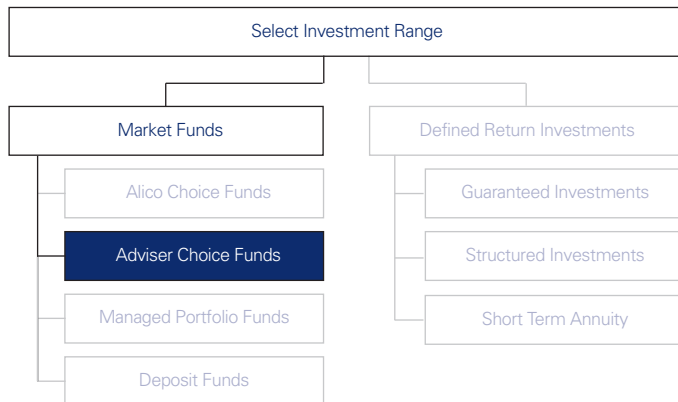 Select Investment Range
Market Funds
Defined Return Investments
Alico Choice Funds
Guaranteed Investments
Adviser Choice Funds
Structured Investments
Managed Portfolio Funds
Short Term Annuity
Deposit Funds